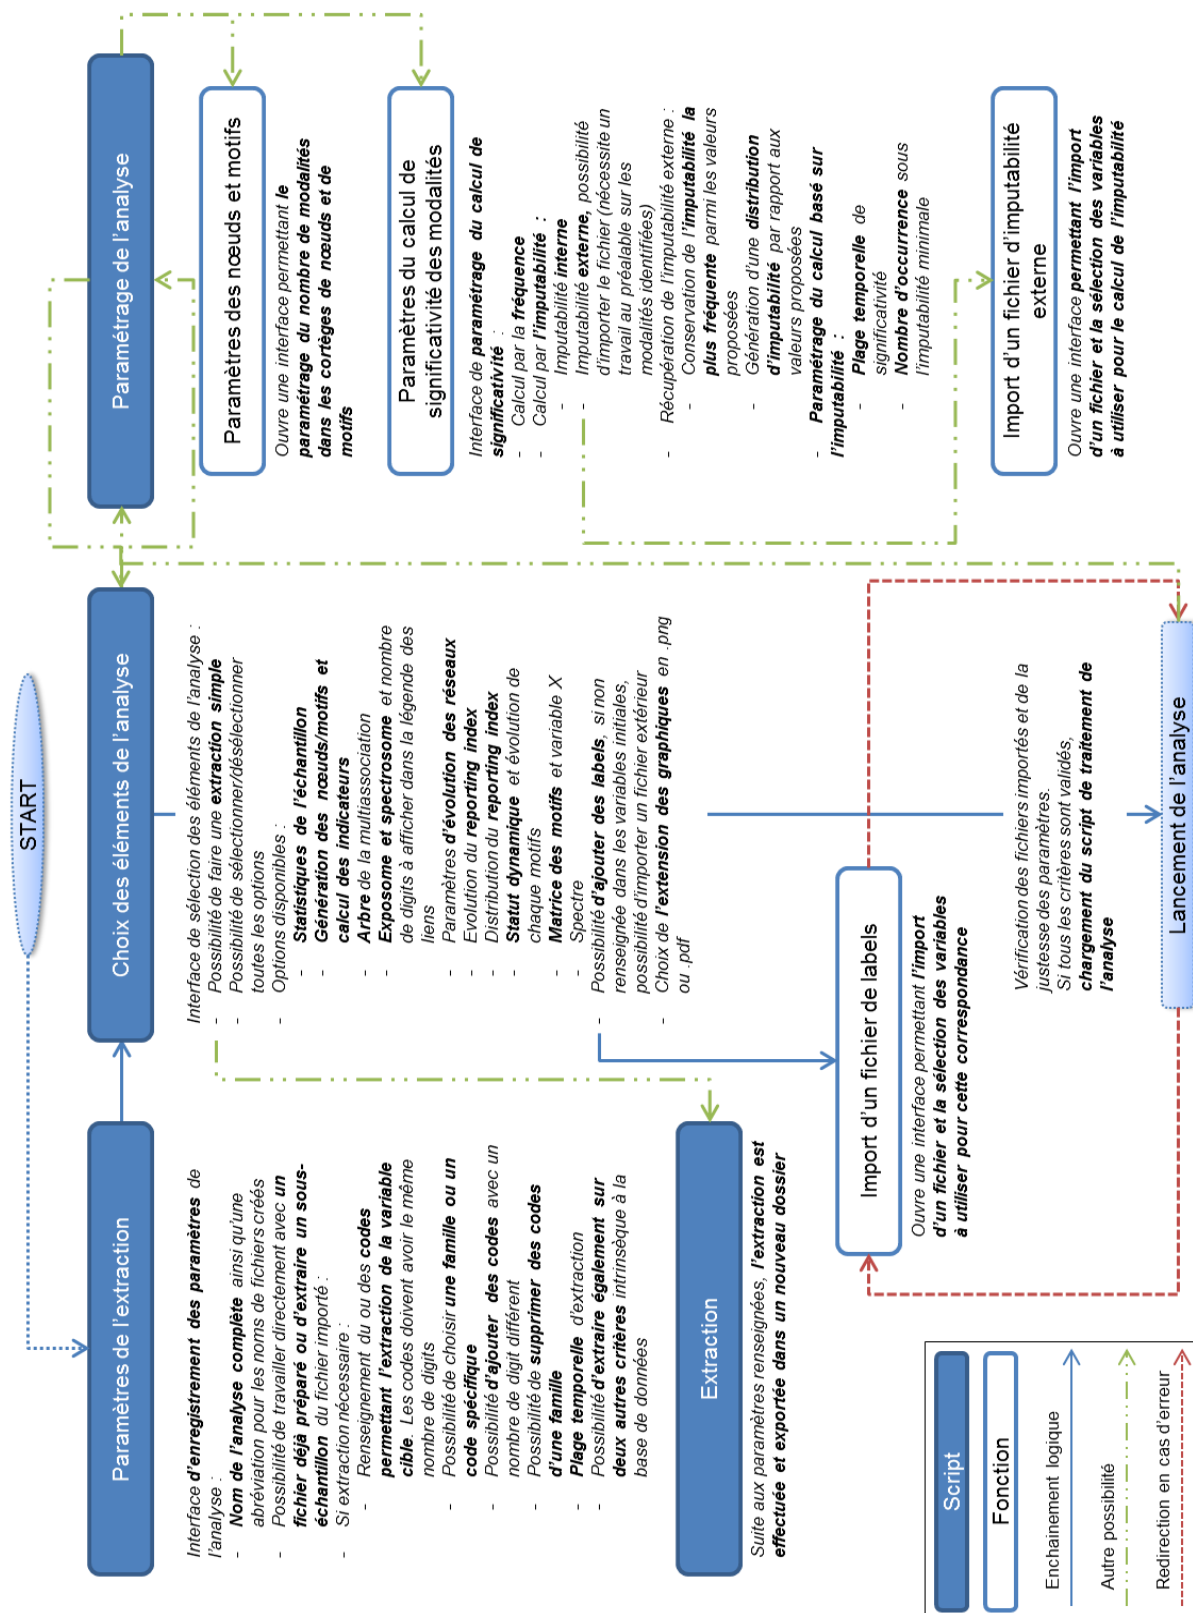 START
Paramètres de l'extraction
Interface d'enregistrement des paramètres de
l'analyse :
- Nom de l'analyse complète ainsi qu'une
abréviation pour les noms de fichiers créés
- Possibilité de travailler directement avec un
fichier déjà préparé ou d'extraire un sous-
échantillon du fichier importé :
- Si extraction nécessaire :
- Renseignement du ou des codes
permettant l'extraction de la variable
cible. Les codes doivent avoir le même
nombre de digits
- Possibilité de choisir une famille ou un
code spécifique
- Possibilité d'ajouter des codes avec un
nombre de digit différent
- Possibilité de supprimer des codes
d'une famille
- Plage temporelle d'extraction
- Possibilité d'extraire également sur
deux autres critères intrinsèque à la
base de données
Extraction
Suite aux paramètres renseignées, l'extraction est
effectuée et exportée dans un nouveau dossier
Choix des éléments de l'analyse
Interface de sélection des éléments de l'analyse :
- Possibilité de faire une extraction simple
- Possibilité de sélectionner/désélectionner
toutes les options
- Options disponibles :
- Statistiques de l'échantillon
- Génération des nœuds/motifs et
calcul des indicateurs
- Arbre de la multiassociation
- Exposome et spectrosome et nombre
de digits à afficher dans la légende des
liens
- Paramètres d'évolution des réseaux
- Evolution du reporting index
- Distribution du reporting index
- Statut dynamique et évolution de
chaque motifs
- Matrice des motifs et variable X
- Spectre
- Possibilité d'ajouter des labels, si non
renseignée dans les variables initiales,
possibilité d'importer un fichier extérieur
- Choix de l'extension des graphiques en .png
ou .pdf
Import d'un fichier de labels
Ouvre une interface permettant l'import
d'un fichier et la sélection des variables
à utiliser pour cette correspondance
Vérification des fichiers importés et de la
justesse des paramètres.
Si tous les critères sont validés,
chargement du script de traitement de
l'analyse
Lancement de l'analyse
Paramétrage de l'analyse
Paramètres des nœuds et motifs
Ouvre une interface permettant le
paramétrage du nombre de modalités
dans les cortèges de nœuds et de
motifs
Paramètres du calcul de
significativité des modalités
Interface de paramétrage du calcul de
significativité :
- Calcul par la fréquence
- Calcul par l'imputabilité :
- Imputabilité interne
- Imputabilité externe, possibilité
d'importer le fichier (nécessite un
travail au préalable sur les
modalités identifiées)
- Récupération de l'imputabilité externe :
- Conservation de l'imputabilité la
plus fréquente parmi les valeurs
proposées
- Génération d'une distribution
d'imputabilité par rapport aux
valeurs proposées
- Paramétrage du calcul basé sur
l'imputabilité :
- Plage temporelle de
significativité
- Nombre d'occurrence sous
l'imputabilité minimale
Import d'un fichier d'imputabilité
externe
Ouvre une interface permettant l'import
d'un fichier et la sélection des variables
à utiliser pour le calcul de l'imputabilité
Script
Fonction
Enchainement logique
Autre possibilité
Redirection en cas d'erreur